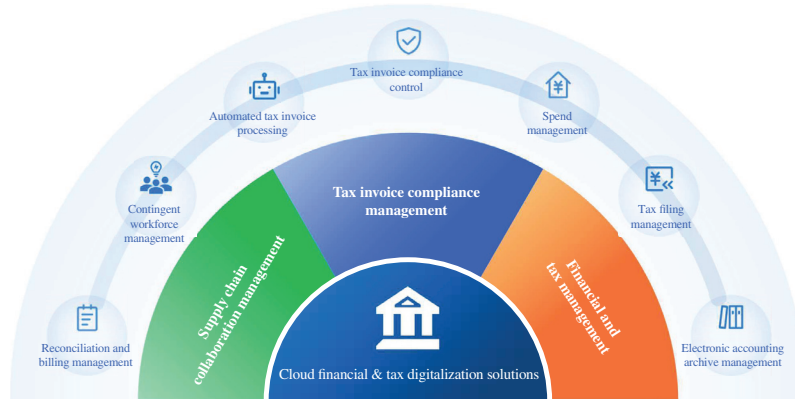 Tax invoice compliance
control
Automated tax invoice
processing
Spend
management
Contingent
workforce
management
Tax filing
management
Reconciliation and
billing management
Electronic accounting
archive management
Tax invoice compliance
management
Supply chain
collaboration management
Financial and
tax management
Cloud financial & tax digitalization solutions